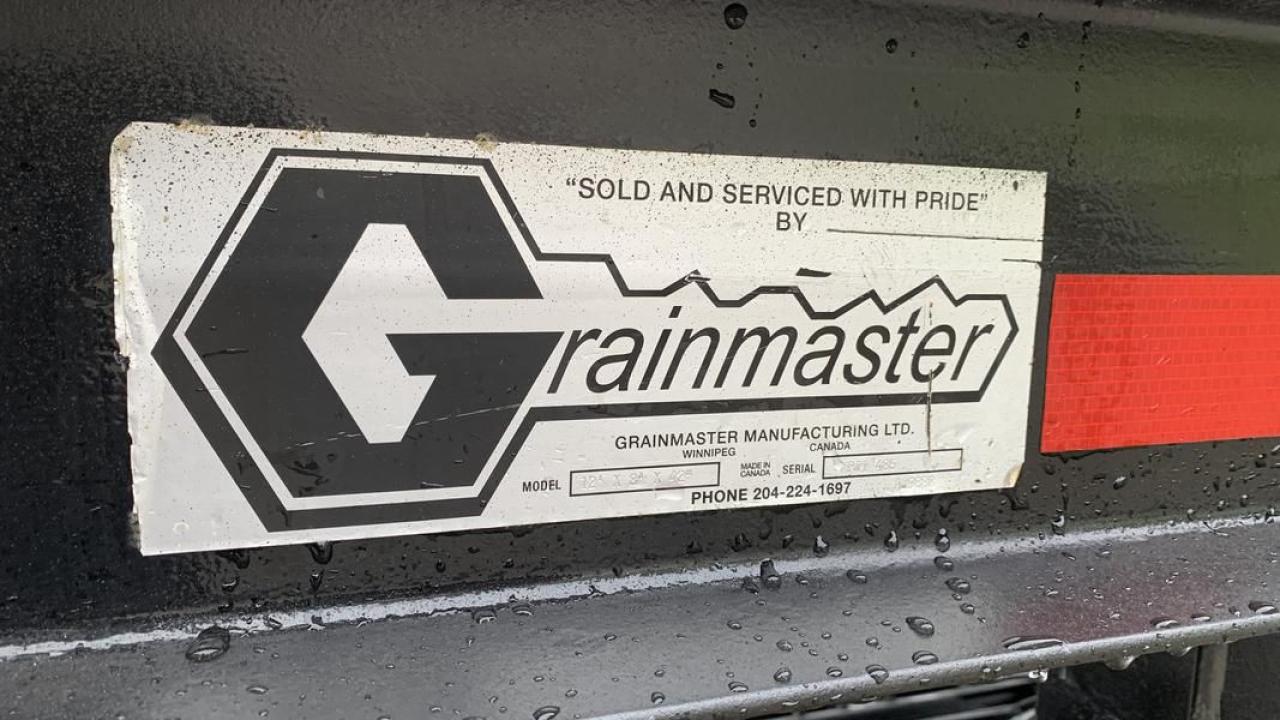 “SOLD AND SERVICED WITH PRIDE”
BY
Grainmaster
GRAINMASTER MANUFACTURING LTD.
WINNIPEG CANADA
MODEL MADE IN CANADA SERIAL
PHONE 204-224-1697